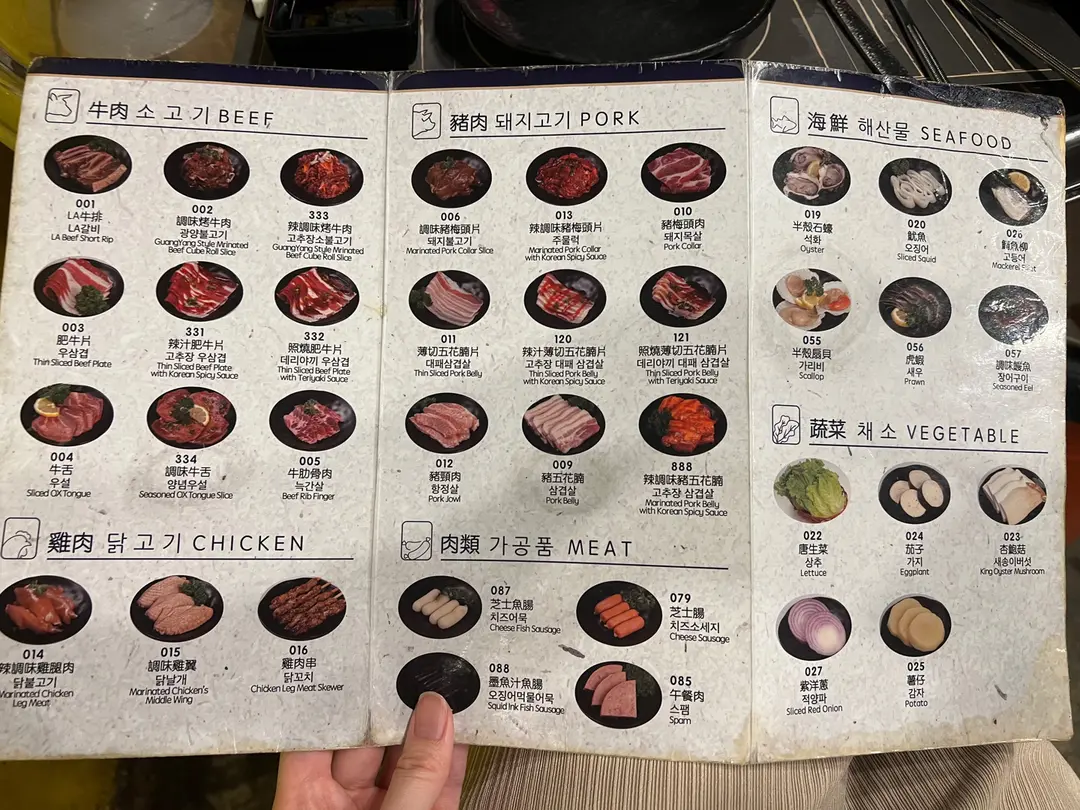 牛肉 소고기 BEEF
001
LA牛排
LA갈비
LA Beef Short Rip
002
調味烤牛肉
광양불고기
GuangYang Style Mrinated
Beef Cube Roll Slice
333
辣調味烤牛肉
고추장소불고기
GuangYang Style Mrinated
Beef Cube Roll Slice
003
肥牛片
우삼겹
Thin Sliced Beef Plate
331
辣汁肥牛片
고추장 우삼겹
Thin Sliced Beef Plate
with Korean Spicy Sauce
332
照燒肥牛片
데리야끼 우삼겹
Thin Sliced Beef Plate
with Teriyaki Sauce
004
牛舌
우설
Sliced OX Tongue
334
調味牛舌
양념우설
Seasoned OX Tongue Slice
005
牛肋骨肉
늑간살
Beef Rib Finger
雞肉 닭고기 CHICKEN
014
辣調味雞腿肉
닭불고기
Marinated Chicken
Leg Meat
015
調味雞翼
닭날개
Marinated Chicken's
Middle Wing
016
雞肉串
닭꼬치
Chicken Leg Meat Skewer
豬肉 돼지고기 PORK
006
調味豬梅頭片
돼지불고기
Marinated Pork Collar Slice
013
辣調味豬梅頭片
주물럭
Marinated Pork Collar
with Korean Spicy Sauce
010
豬梅頭肉
돼지목살
Pork Collar
011
薄切五花腩片
대패삼겹살
Thin Sliced Pork Belly
120
辣汁薄切五花腩片
고추장 대패 삼겹살
Thin Sliced Pork Belly
with Korean Spicy Sauce
121
照燒薄切五花腩片
데리야끼 대패 삼겹살
Thin Sliced Pork Belly
with Teriyaki Sauce
012
豬頸肉
항정살
Pork Jowl
009
豬五花腩
삼겹살
Pork Belly
888
辣調味豬五花腩
고추장 삼겹살
Marinated Pork Belly
with Korean Spicy Sauce
肉類 가공품 MEAT
087
芝士魚腸
치즈어묵
Cheese Fish Sausage
079
芝士腸
치즈소세지
Cheese Sausage
088
墨魚汁魚腸
오징어먹물어묵
Squid Ink Fish Sausage
085
午餐肉
스팸
Spam
海鮮 해산물 SEAFOOD
019
半殼石蠔
석화
Oyster
020
魷魚
오징어
Sliced Squid
026
고등어
Mackerel
055
半殼扇貝
가리비
Scallop
056
虎蝦
새우
Prawn
057
調味鰻魚
장어구이
Seasoned Eel
蔬菜 채소 VEGETABLE
022
唐生菜
상추
Lettuce
024
茄子
가지
Eggplant
023
杏鮑菇
새송이버섯
King Oyster Mushroom
027
紫洋蔥
적양파
Sliced Red Onion
025
薯仔
감자
Potato